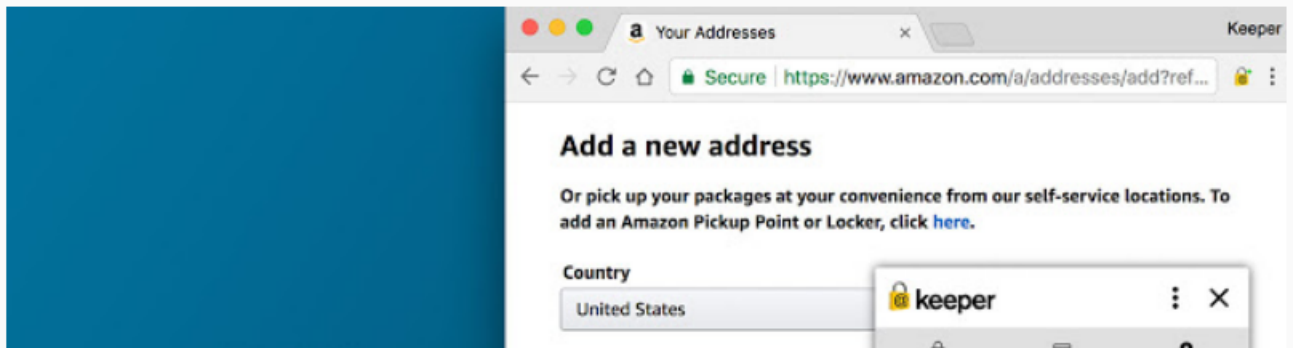 Your Addresses
Keeper
Secure https://www.amazon.com/a/addresses/add?ref...
Add a new address
Or pick up your packages at your convenience from our self-service locations. To
add an Amazon Pickup Point or Locker, click here.
Country
United States
keeper